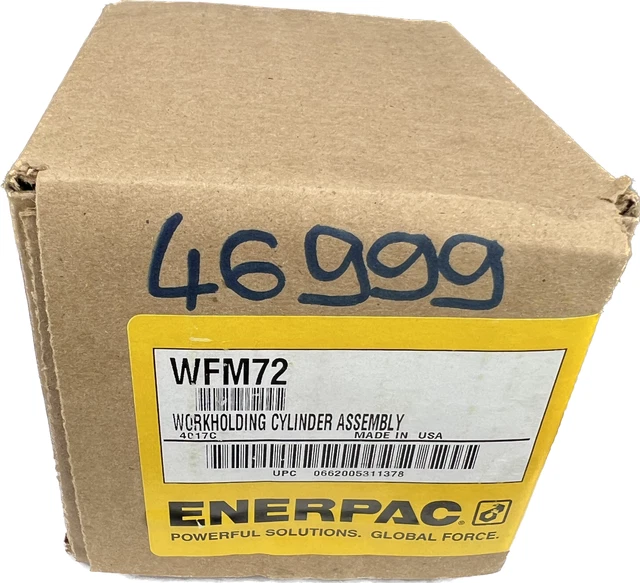 46999
WFM72
WORKHOLDING CYLINDER ASSEMBLY
4017C MADE IN USA
UPC 0662005311378
ENERPAC®
POWERFUL SOLUTIONS. GLOBAL FORCE.